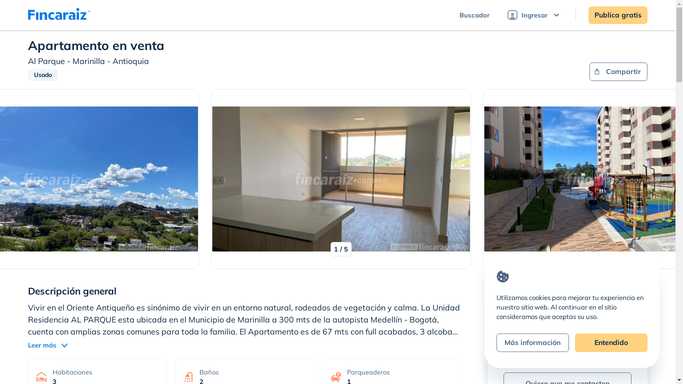 Fincaraiz
Buscador
Ingresar
Publica gratis
Apartamento en venta
Al Parque - Marinilla - Antioquia
Usado
Compartir
fincaraiz
fincaraiz
fincaraiz
1 / 5
Descripción general
Vivir en el Oriente Antioqueño es sinónimo de vivir en un entorno natural, rodeados de vegetación y calma. La Unidad
Residencia AL PARQUE esta ubicada en el Municipio de Marinilla a 300 mts de la autopista Medellín - Bogotá,
cuenta con amplias zonas comunes para toda la familia. El Apartamento es de 67 mts con full acabados, 3 alcoba...
Leer más
Habitaciones
3
Baños
2
Parqueaderos
1
Utilizamos cookies para mejorar tu experiencia en
nuestro sitio web. Al continuar en el sitio
consideramos que aceptas su uso.
Más información
Entendido
Quiero que me contacten